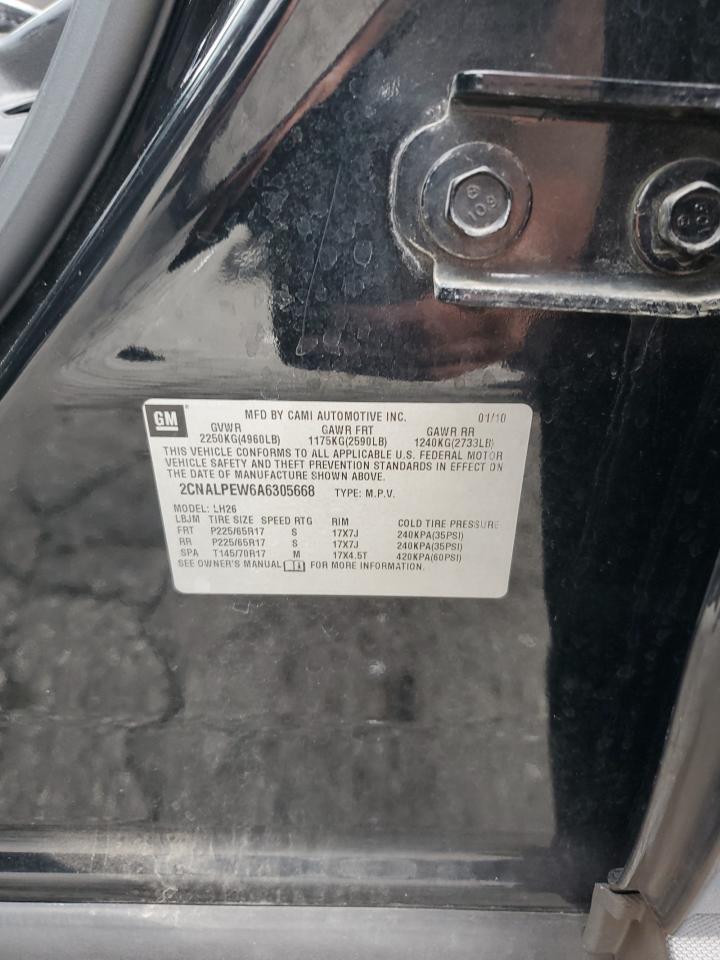 10.9
GM
MFD BY CAMI AUTOMOTIVE INC. 01/10
GVWR GAWR FRT GAWR RR
2250KG(4960LB) 1175KG(2590LB) 1240KG(2733LB)
THIS VEHICLE CONFORMS TO ALL APPLICABLE U.S. FEDERAL MOTOR
VEHICLE SAFETY AND THEFT PREVENTION STANDARDS IN EFFECT ON
THE DATE OF MANUFACTURE SHOWN ABOVE.
2CNALPEW6A6305668 TYPE: M.P.V.
MODEL: LH26
LBJM TIRE SIZE SPEED RTG RIM COLD TIRE PRESSURE
FRT P225/65R17 S 17X7J 240KPA(35PSI)
RR P225/65R17 S 17X7J 240KPA(35PSI)
SPA T145/70R17 M 17X4.5T 420KPA(60PSI)
SEE OWNER'S MANUAL FOR MORE INFORMATION.